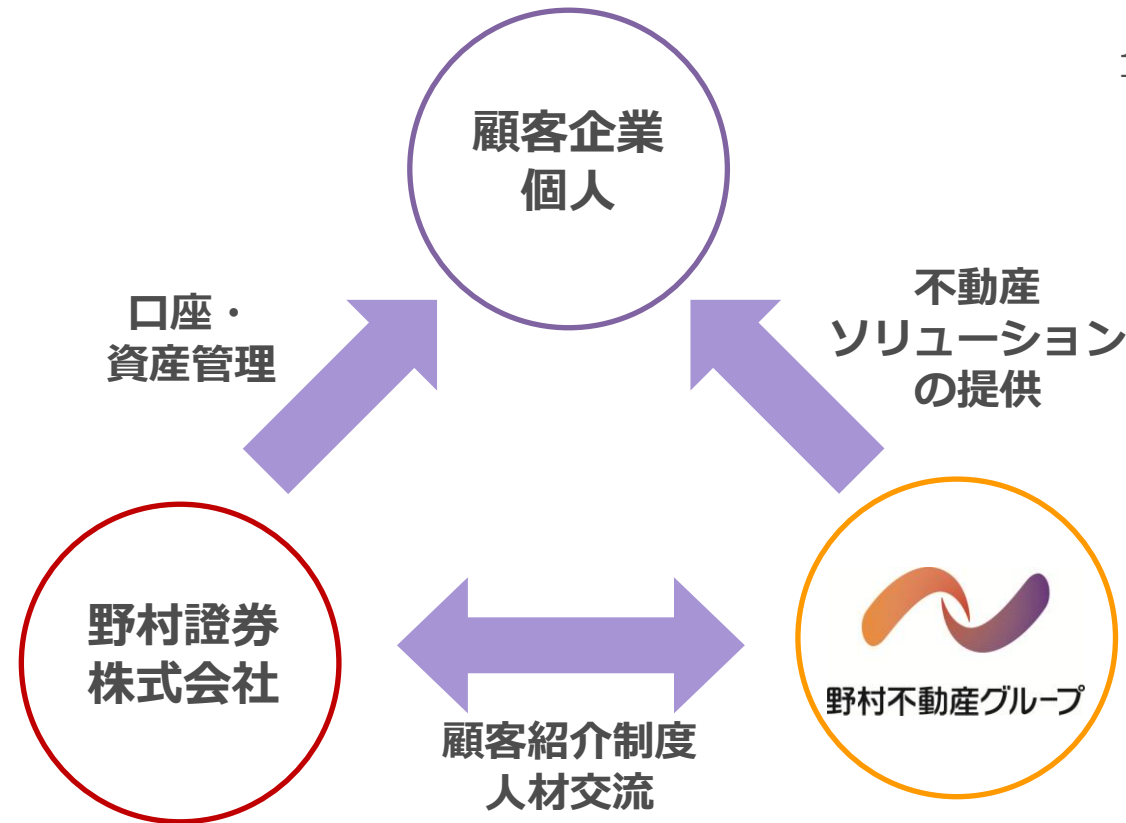 顧客企業
個人
口座・
資産管理
不動産
ソリューション
の提供
野村證券
株式会社
野村不動産グループ
顧客紹介制度
人材交流